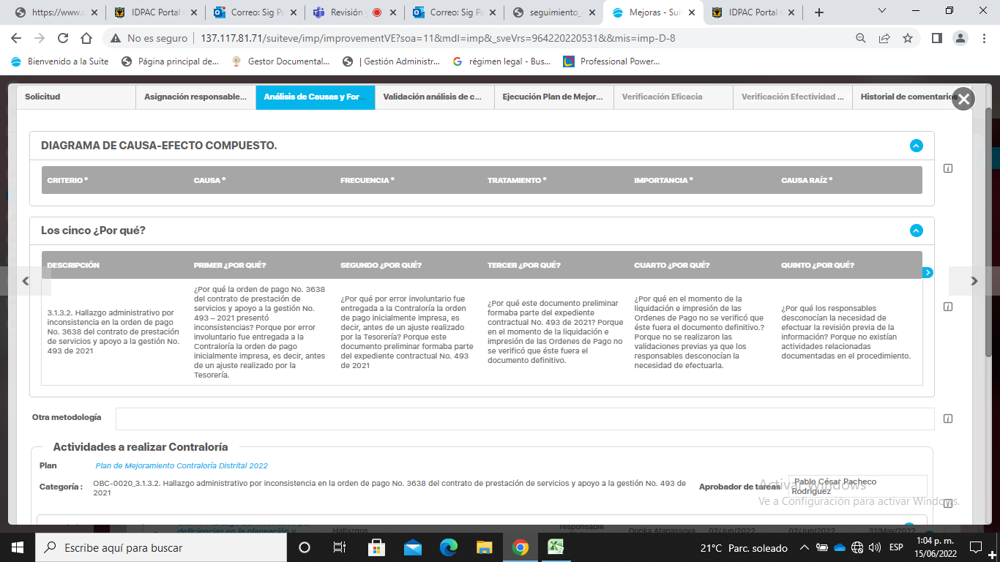 https://www.c
IDPAC Portal
Correo: Sig Pa
Revisión
Correo: Sig Pa
seguimiento_
Mejoras - Sui
IDPAC Portal
No es seguro | 137.117.81.71/suiteve/imp/improvementVE?soa=11&mdl=imp&_sveVrs=964220220531&&mis=imp-D-8
Bienvenido a la Suite
Página principal de...
Gestor Documental...
| Gestión Administr...
régimen legal - Bus...
Professional Power...
Solicitud
Asignación responsable...
Análisis de Causas y For...
Validación análisis de c...
Ejecución Plan de Mejor...
Verificación Eficacia
Verificación Efectividad ...
Historial de comentarios
DIAGRAMA DE CAUSA-EFECTO COMPUESTO.
CRITERIO *
CAUSA *
FRECUENCIA *
TRATAMIENTO *
IMPORTANCIA *
CAUSA RAÍZ *
Los cinco ¿Por qué?
DESCRIPCIÓN
PRIMER ¿POR QUÉ?
SEGUNDO ¿POR QUÉ?
TERCER ¿POR QUÉ?
CUARTO ¿POR QUÉ?
QUINTO ¿POR QUÉ?
3.1.3.2. Hallazgo administrativo por
inconsistencia en la orden de pago
No. 3638 del contrato de prestación
de servicios y apoyo a la gestión No.
493 de 2021
¿Por qué la orden de pago No. 3638
del contrato de prestación de
servicios y apoyo a la gestión No.
493 – 2021 presentó
inconsistencias? Porque por error
involuntario fue entregada a la
Contraloría la orden de pago
inicialmente impresa, es decir, antes
de un ajuste realizado por la
Tesorería.
¿Por qué por error involuntario fue
entregada a la Contraloría la orden
de pago inicialmente impresa, es
decir, antes de un ajuste realizado
por la Tesorería? Porque este
documento preliminar formaba parte
del expediente contractual No. 493
de 2021
¿Por qué este documento preliminar
formaba parte del expediente
contractual No. 493 de 2021? Porque
en el momento de la liquidación e
impresión de las Ordenes de Pago no
se verificó que éste fuera el
documento definitivo.
¿Por qué en el momento de la
liquidación e impresión de las
Ordenes de Pago no se verificó que
éste fuera el documento definitivo.?
Porque no se realizaron las
validaciones previas ya que los
responsables desconocían la
necesidad de efectuarla.
¿Por qué los responsables
desconocían la necesidad de
efectuar la revisión previa de la
información? Porque no existían
actividades relacionadas
documentadas en el procedimiento.
Otra metodología
Actividades a realizar Contraloría
Plan
Plan de Mejoramiento Contraloría Distrital 2022
Categoría :
OBC-0020_3.1.3.2. Hallazgo administrativo por inconsistencia en la orden de pago No. 3638 del contrato de prestación de servicios y apoyo a la gestión No. 493 de
2021
Aprobador de tareas
Pablo César Pacheco
Rodríguez
Activar Windows
Ve a Configuración para activar Windows.
deficiencias en la planeación y
Hallazgos
responsable
Donka Atanassova
02/Jun/2022
02/Jun/2022
31/May/2022
Escribe aquí para buscar
21°C Parc. soleado
ESP
1:04 p. m.
15/06/2022